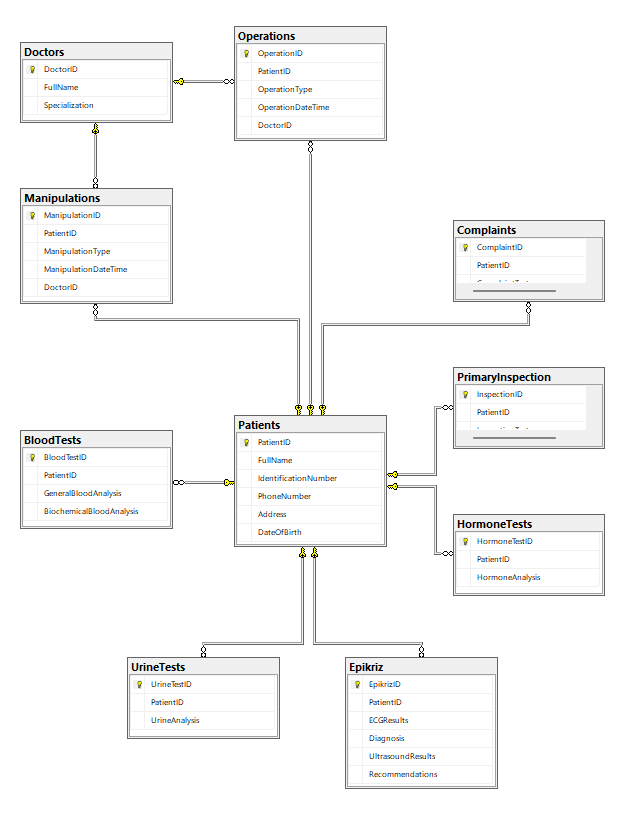 Operations
OperationID
PatientID
OperationType
OperationDateTime
DoctorID
Doctors
DoctorID
FullName
Specialization
Manipulations
ManipulationID
PatientID
ManipulationType
ManipulationDateTime
DoctorID
Complaints
ComplaintID
PatientID
PrimaryInspection
InspectionID
PatientID
Patients
PatientID
FullName
IdentificationNumber
PhoneNumber
Address
DateOfBirth
BloodTests
BloodTestID
PatientID
GeneralBloodAnalysis
BiochemicalBloodAnalysis
HormoneTests
HormoneTestID
PatientID
HormoneAnalysis
UrineTests
UrineTestID
PatientID
UrineAnalysis
Epikriz
EpikrizID
PatientID
ECGResults
Diagnosis
UltrasoundResults
Recommendations